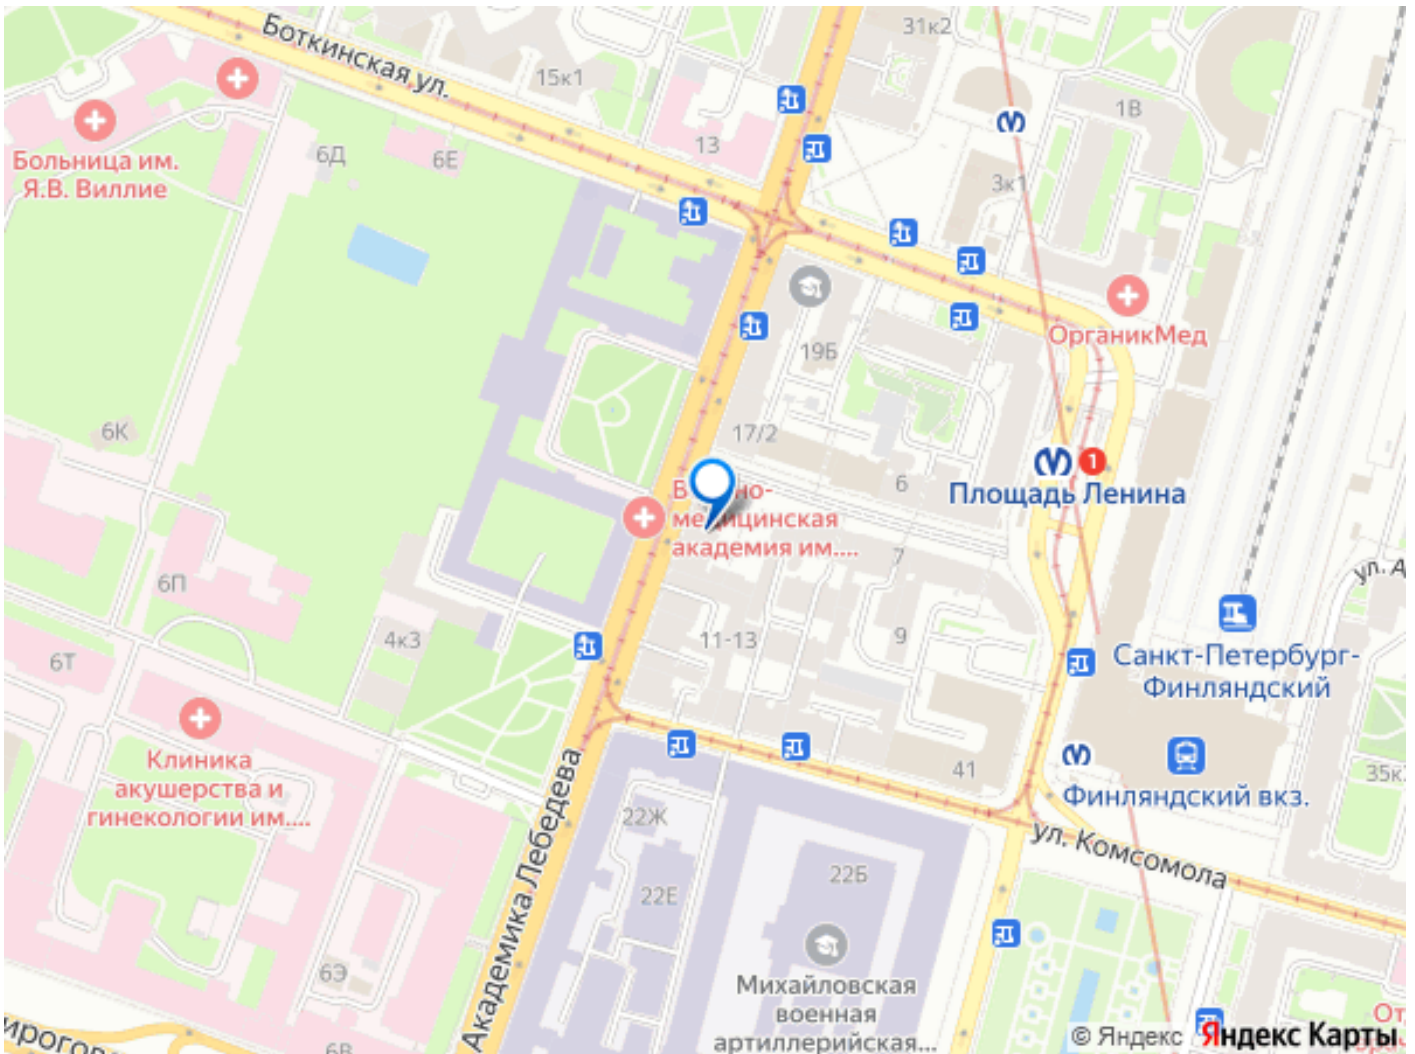 31к2
Боткинская ул.
15к1
1В
13
6Д
6Е
Больница им.
Я.В. Виллие
3к1
ОрганикМед
19Б
6К
17/2
6
1
Площадь Ленина
медицинская
академия им....
7
6П
11-13
9
4к3
6Т
Санкт-Петербург-
Финляндский
Клиника
акушерства и
гинекологии им....
41
Финляндский вкз.
22Ж
ул. Комсомола
Академика Лебедева
22Е
22Б
6Э
Михайловская
военная
артиллерийская...
6В
© Яндекс Яндекс Карты